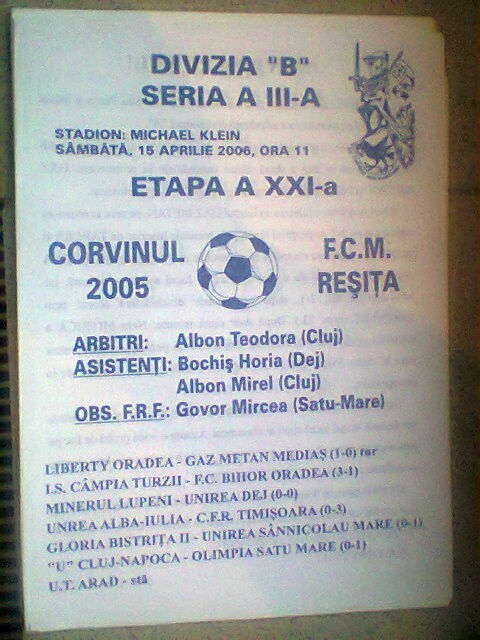 DIVIZIA "B"
SERIA A III-A
STADION: MICHAEL KLEIN
SÂMBĂTĂ, 15 APRILIE 2006, ORA 11
ETAPA A XXI-a
CORVINUL 2005
F.C.M. REŞIŢA
ARBITRI: Albon Teodora (Cluj)
ASISTENŢI: Bochiş Horia (Dej)
Albon Mirel (Cluj)
OBS. F.R.F.: Govor Mircea (Satu-Mare)
LIBERTY ORADEA - GAZ METAN MEDIAŞ (1-0) rar
I.S. CÂMPIA TURZII - F.C. BIHOR ORADEA (3-1)
MINERUL LUPENI - UNIREA DEJ (0-0)
UNREA ALBA-IULIA - C.F.R. TIMIŞOARA (0-3)
GLORIA BISTRIŢA II - UNIREA SÂNNICOLAU MARE (0-1)
"U" CLUJ-NAPOCA - OLIMPIA SATU MARE (0-1)
U.T. ARAD - stă